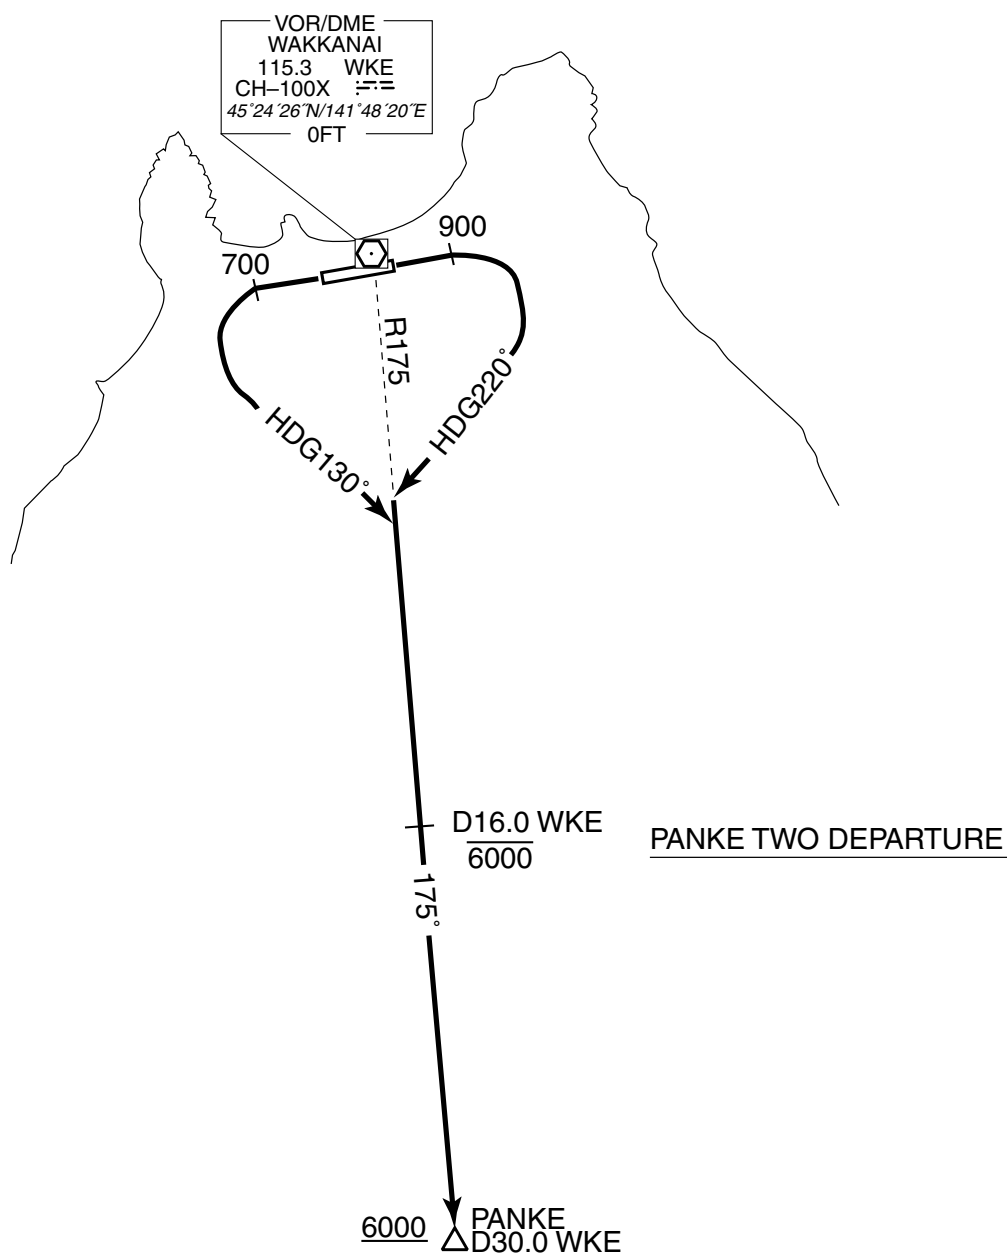 VOR/DME
WAKKANAI
115.3 WKE
CH–100X
45°24´26˝N/141°48´20˝E
0FT
900
700
R175
HDG220°
HDG130°
D16.0 WKE
6000
PANKE TWO DEPARTURE
175°
6000
PANKE
D30.0 WKE